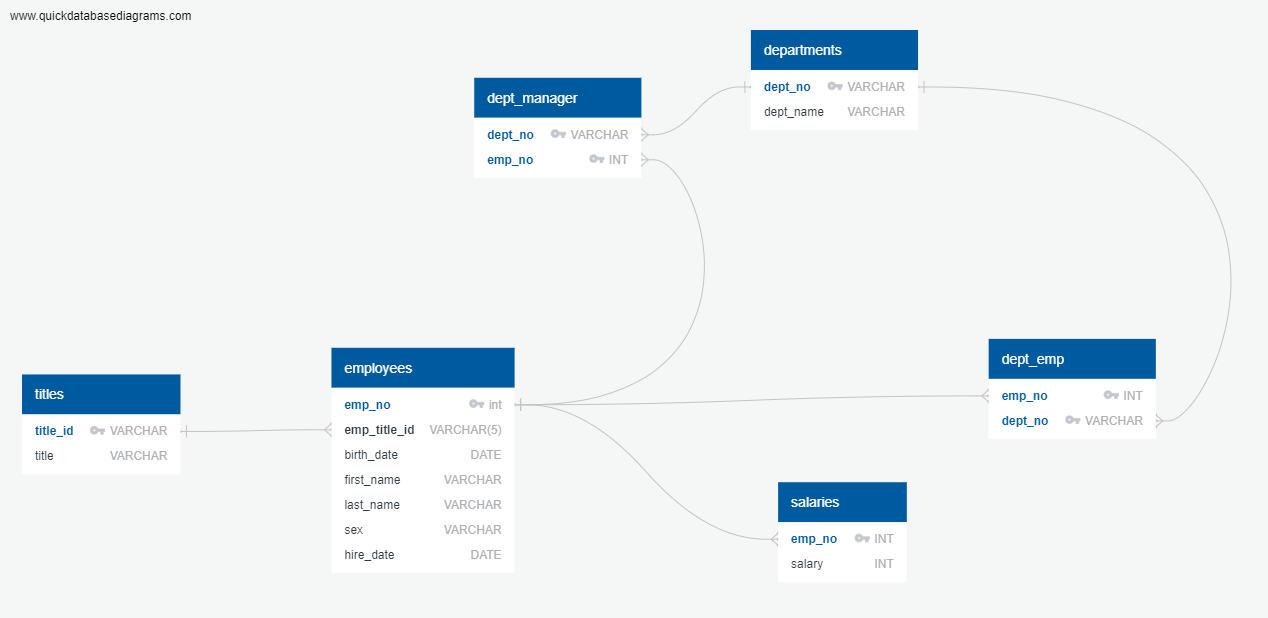 www.quickdatabasediagrams.com
departments
dept_no VARCHAR
dept_name VARCHAR
dept_manager
dept_no VARCHAR
emp_no INT
titles
title_id VARCHAR
title VARCHAR
employees
emp_no int
emp_title_id VARCHAR(5)
birth_date DATE
first_name VARCHAR
last_name VARCHAR
sex VARCHAR
hire_date DATE
dept_emp
emp_no INT
dept_no VARCHAR
salaries
emp_no INT
salary INT